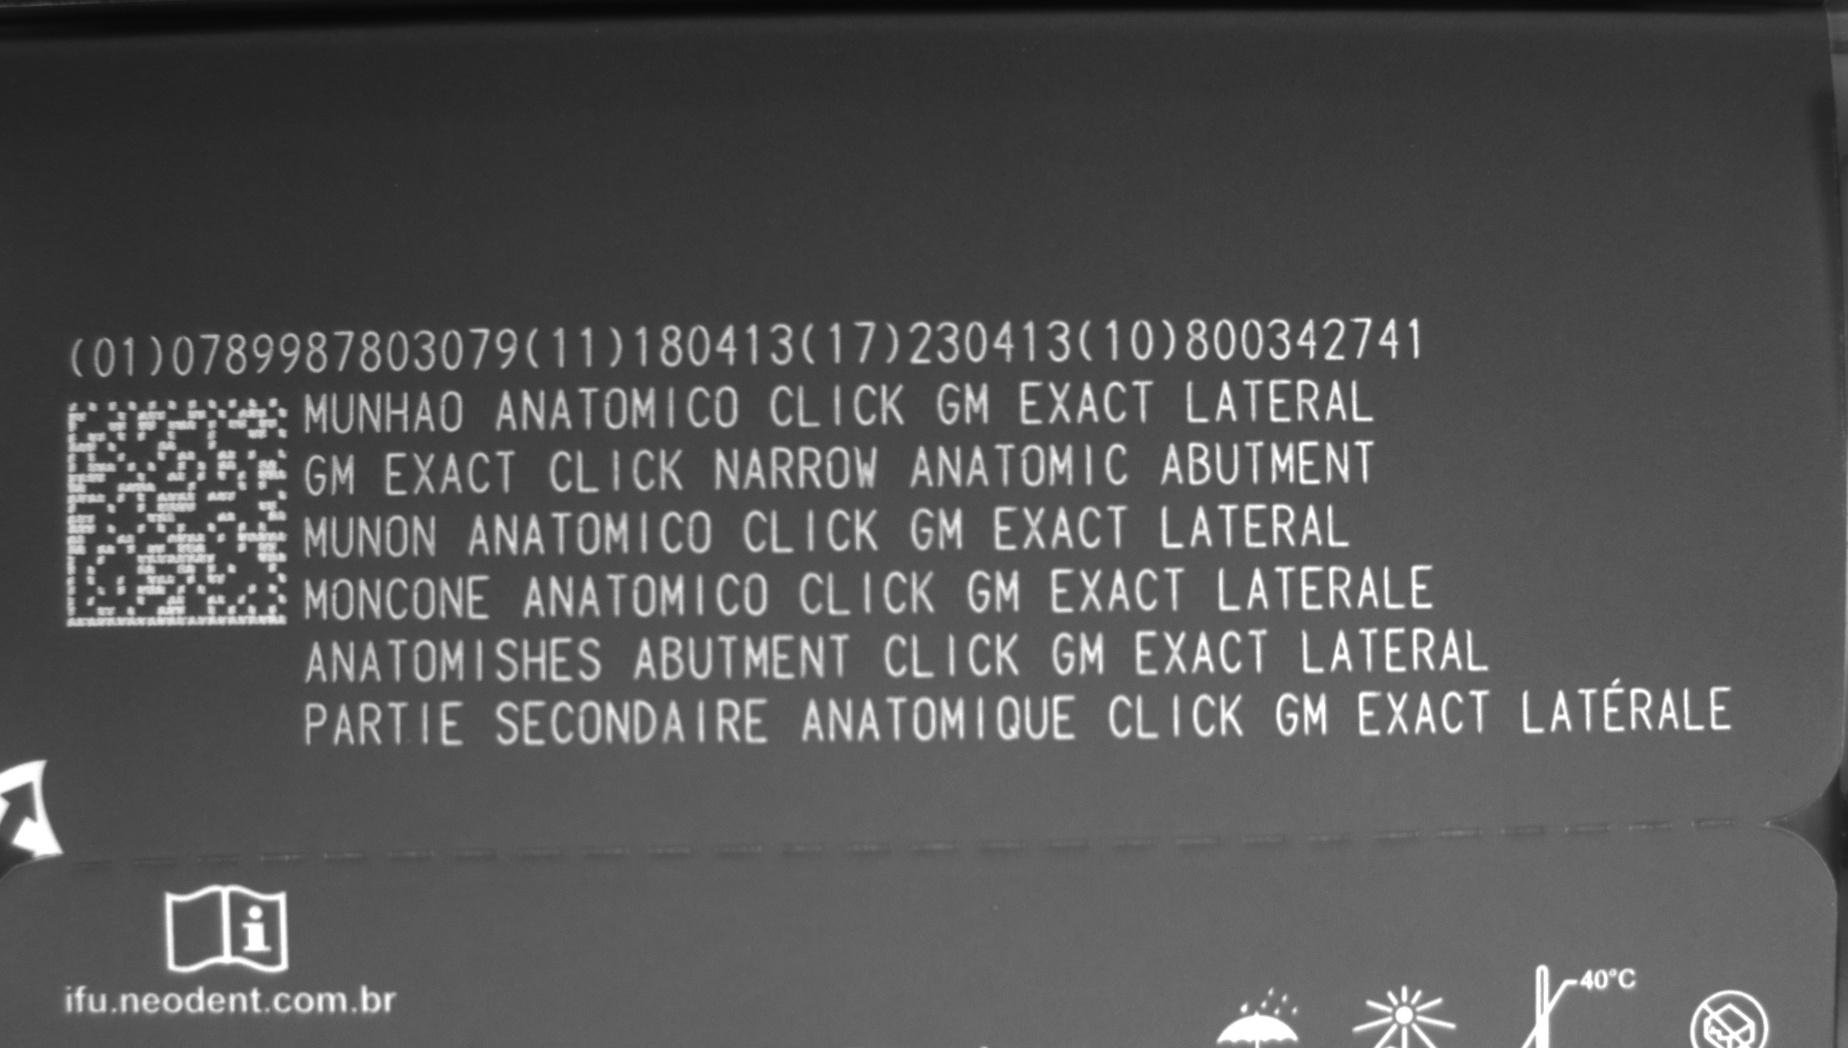 (01)0789987803079(11)180413(17)230413(10)800342741
MUNHAO ANATOMICO CLICK GM EXACT LATERAL
GM EXACT CLICK NARROW ANATOMIC ABUTMENT
MUNON ANATOMICO CLICK GM EXACT LATERAL
MONCONE ANATOMICO CLICK GM EXACT LATERALE
ANATOMISHES ABUTMENT CLICK GM EXACT LATERAL
PARTIE SECONDAIRE ANATOMIQUE CLICK GM EXACT LATÉRALE
i
ifu.neodent.com.br
40°C